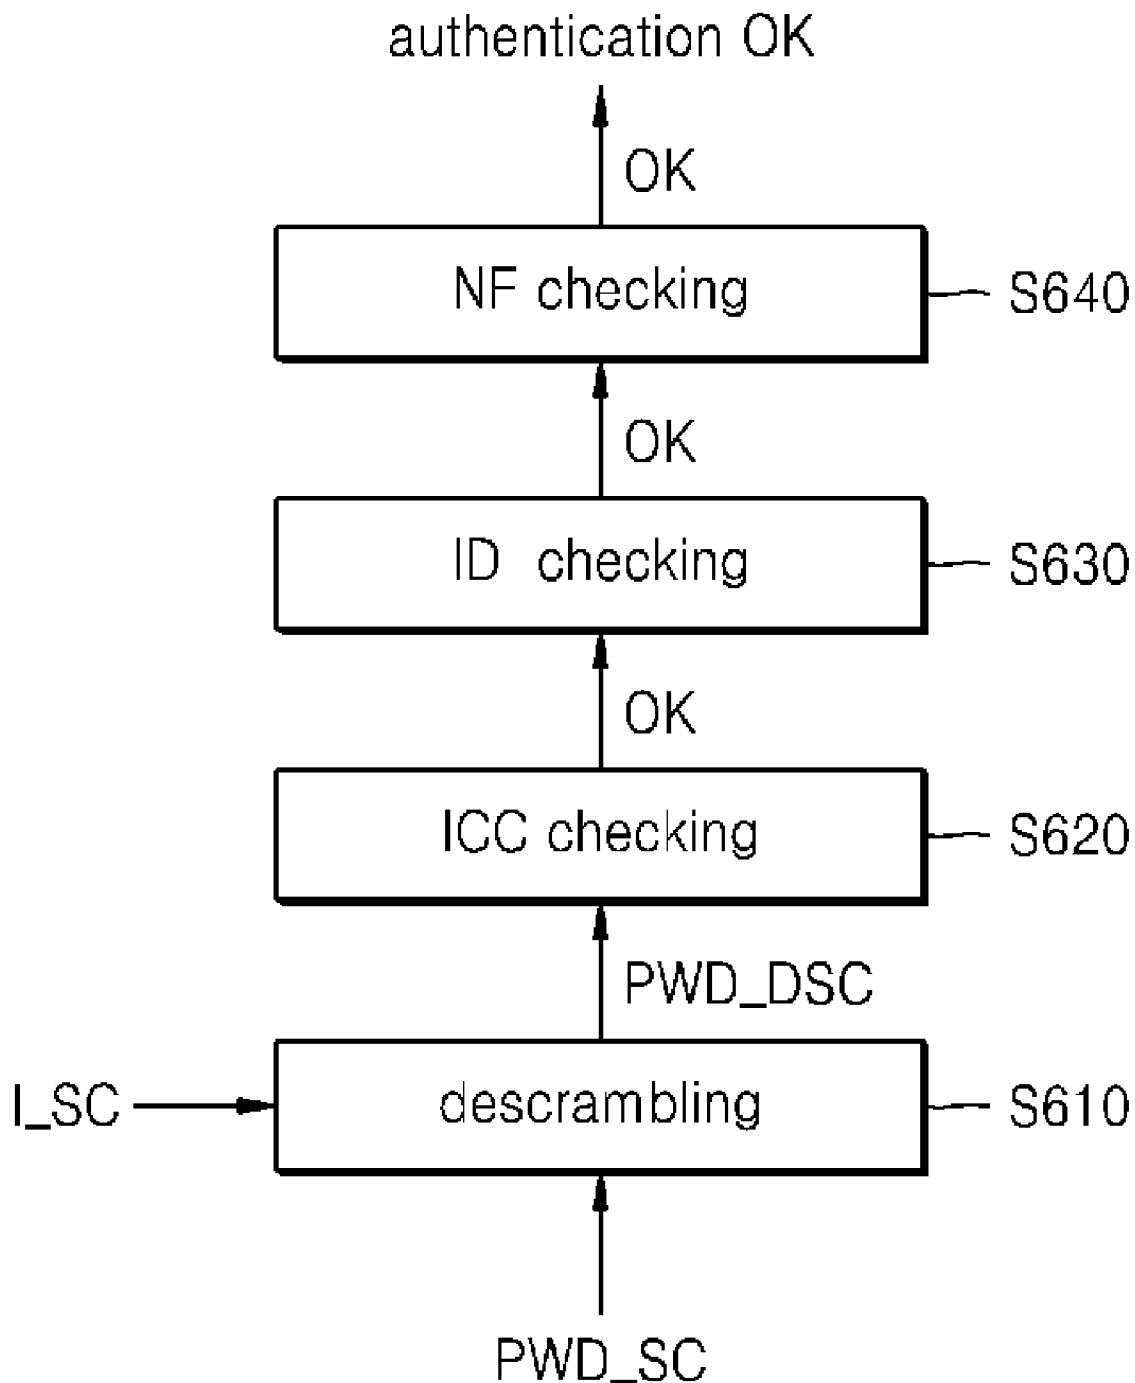 authentication OK
OK
NF checking
S640
OK
ID checking
S630
OK
ICC checking
S620
PWD_DSC
I_SC
descrambling
S610
PWD_SC